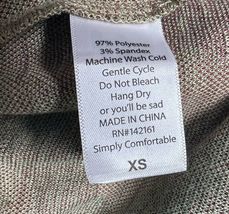 97% Polyester
3% Spandex
Machine Wash Cold
Gentle Cycle
Do Not Bleach
Hang Dry
or you'll be sad
MADE IN CHINA
RN#142161
Simply Comfortable
XS